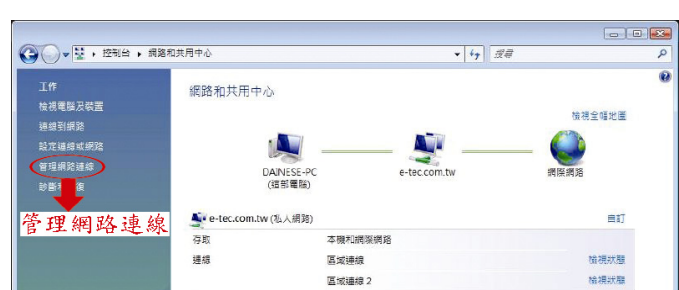 控制台 ▸ 網路和共用中心
搜尋
工作
檢視電腦及裝置
連線到網路
設定連線或網路
管理網路連線
診斷和修復
管理網路連線
網路和共用中心
檢視全幅地圖
DAINESE-PC
(這部電腦)
e-tec.com.tw
網際網路
e-tec.com.tw (私人網路)
自訂
存取
本機和網際網路
連線
區域連線
檢視狀態
區域連線 2
檢視狀態